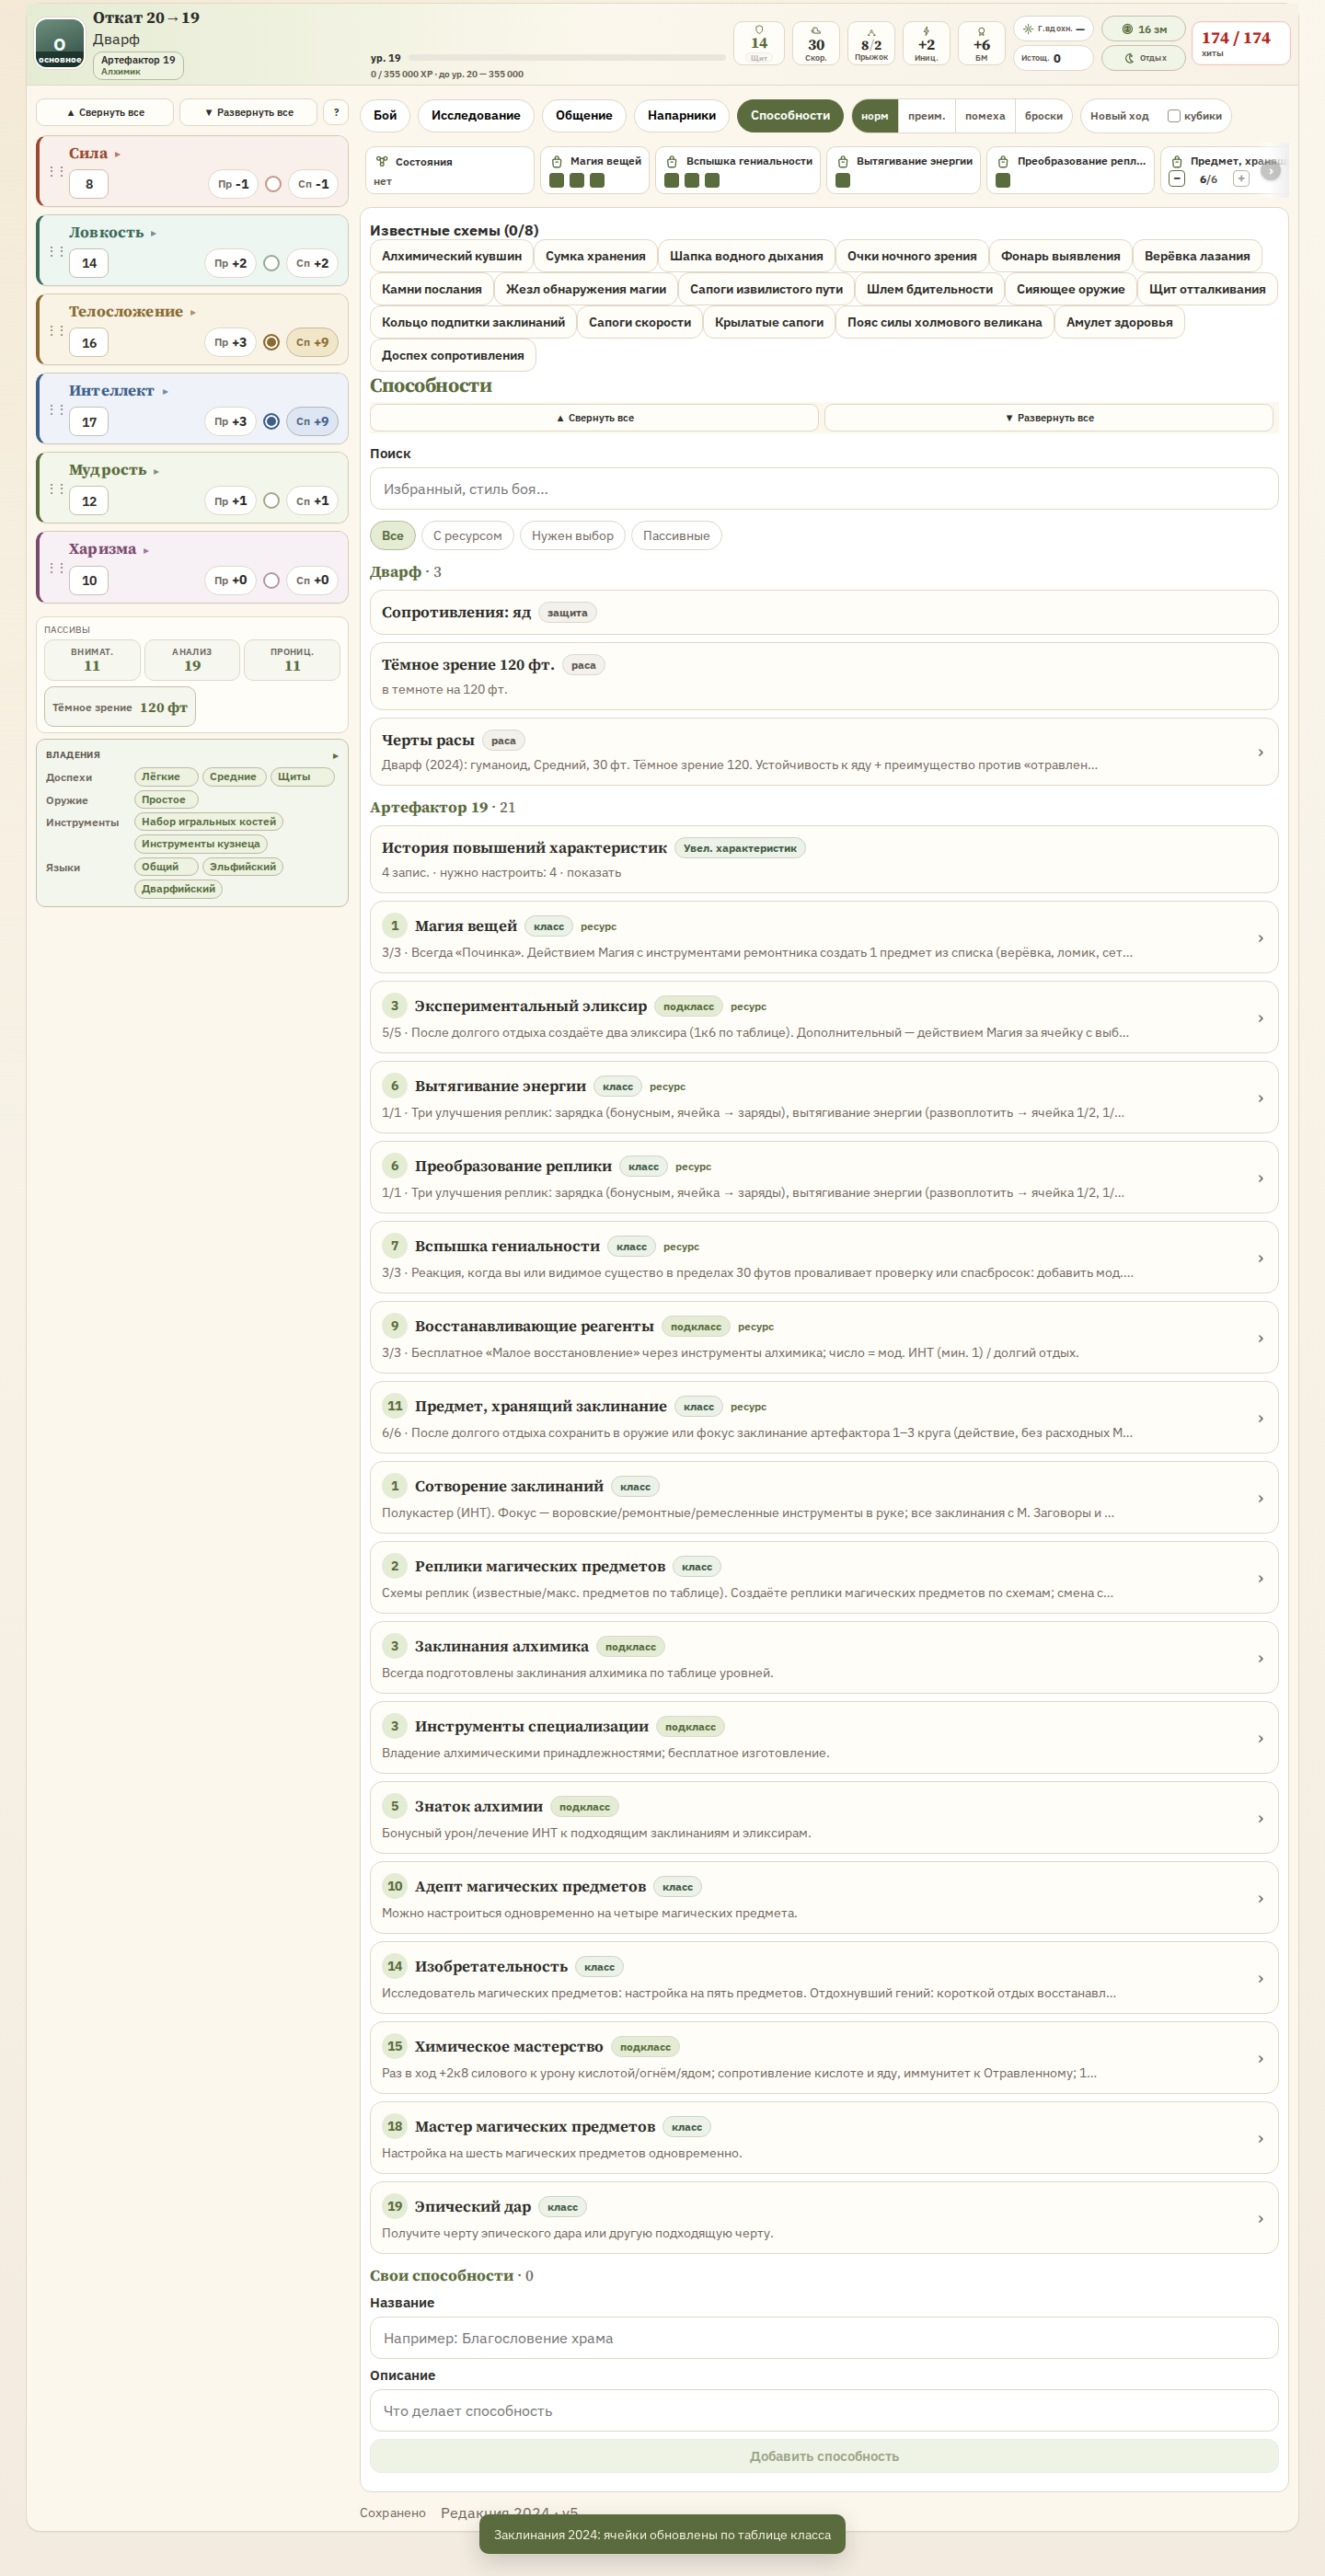 Откат 20→19
Дварф
О
основное
Артефактор 19
Алхимик
ур. 19
0 / 355 000 XP · до ур. 20 — 355 000
14
Щит
30
Скор.
8/2
Прыжок
+2
Иниц.
+6
БМ
Г.вдохн. —
Истощ. 0
16 зм
Отдых
174 / 174
хиты
▲ Свернуть все
▼ Развернуть все
?
Сила ▸
8
Пр -1
Сп -1
Ловкость ▸
14
Пр +2
Сп +2
Телосложение ▸
16
Пр +3
Сп +9
Интеллект ▸
17
Пр +3
Сп +9
Мудрость ▸
12
Пр +1
Сп +1
Харизма ▸
10
Пр +0
Сп +0
ПАССИВЫ
ВНИМАТ.
11
АНАЛИЗ
19
ПРОНИЦ.
11
Тёмное зрение 120 фт
ВЛАДЕНИЯ ▸
Доспехи Лёгкие Средние Щиты
Оружие Простое
Инструменты Набор игральных костей
Инструменты кузнеца
Языки Общий Эльфийский
Дварфийский
Бой Исследование Общение Напарники Способности норм преим. помеха броски Новый ход кубики
Состояния
нет
Магия вещей
Вспышка гениальности
Вытягивание энергии
Преобразование репл...
Предмет, хранящ
− 6/6 +
›
Известные схемы (0/8)
Алхимический кувшин Сумка хранения Шапка водного дыхания Очки ночного зрения Фонарь выявления Верёвка лазания
Камни послания Жезл обнаружения магии Сапоги извилистого пути Шлем бдительности Сияющее оружие Щит отталкивания
Кольцо подпитки заклинаний Сапоги скорости Крылатые сапоги Пояс силы холмового великана Амулет здоровья
Доспех сопротивления
Способности
▲ Свернуть все ▼ Развернуть все
Поиск
Избранный, стиль боя...
Все С ресурсом Нужен выбор Пассивные
Дварф · 3
Сопротивления: яд защита
Тёмное зрение 120 фт. раса
в темноте на 120 фт.
Черты расы раса
Дварф (2024): гуманоид, Средний, 30 фт. Тёмное зрение 120. Устойчивость к яду + преимущество против «отравлен...
Артефактор 19 · 21
История повышений характеристик Увел. характеристик
4 запис. · нужно настроить: 4 · показать
1 Магия вещей класс ресурс
3/3 · Всегда «Починка». Действием Магия с инструментами ремонтника создать 1 предмет из списка (верёвка, ломик, сет...
3 Экспериментальный эликсир подкласс ресурс
5/5 · После долгого отдыха создаёте два эликсира (1к6 по таблице). Дополнительный — действием Магия за ячейку с выб...
6 Вытягивание энергии класс ресурс
1/1 · Три улучшения реплик: зарядка (бонусным, ячейка → заряды), вытягивание энергии (развоплотить → ячейка 1/2, 1/...
6 Преобразование реплики класс ресурс
1/1 · Три улучшения реплик: зарядка (бонусным, ячейка → заряды), вытягивание энергии (развоплотить → ячейка 1/2, 1/...
7 Вспышка гениальности класс ресурс
3/3 · Реакция, когда вы или видимое существо в пределах 30 футов проваливает проверку или спасбросок: добавить мод....
9 Восстанавливающие реагенты подкласс ресурс
3/3 · Бесплатное «Малое восстановление» через инструменты алхимика; число = мод. ИНТ (мин. 1) / долгий отдых.
11 Предмет, хранящий заклинание класс ресурс
6/6 · После долгого отдыха сохранить в оружие или фокус заклинание артефактора 1–3 круга (действие, без расходных М...
1 Сотворение заклинаний класс
Полукастер (ИНТ). Фокус — воровские/ремонтные/ремесленные инструменты в руке; все заклинания с М. Заговоры и ...
2 Реплики магических предметов класс
Схемы реплик (известные/макс. предметов по таблице). Создаёте реплики магических предметов по схемам; смена с...
3 Заклинания алхимика подкласс
Всегда подготовлены заклинания алхимика по таблице уровней.
3 Инструменты специализации подкласс
Владение алхимическими принадлежностями; бесплатное изготовление.
5 Знаток алхимии подкласс
Бонусный урон/лечение ИНТ к подходящим заклинаниям и эликсирам.
10 Адепт магических предметов класс
Можно настроиться одновременно на четыре магических предмета.
14 Изобретательность класс
Исследователь магических предметов: настройка на пять предметов. Отдохнувший гений: короткой отдых восстанавл...
15 Химическое мастерство подкласс
Раз в ход +2к8 силового к урону кислотой/огнём/ядом; сопротивление кислоте и яду, иммунитет к Отравленному; 1...
18 Мастер магических предметов класс
Настройка на шесть магических предметов одновременно.
19 Эпический дар класс
Получите черту эпического дара или другую подходящую черту.
Свои способности · 0
Название
Например: Благословение храма
Описание
Что делает способность
Добавить способность
Сохранено Редакция 2024 · v5
Заклинания 2024: ячейки обновлены по таблице класса